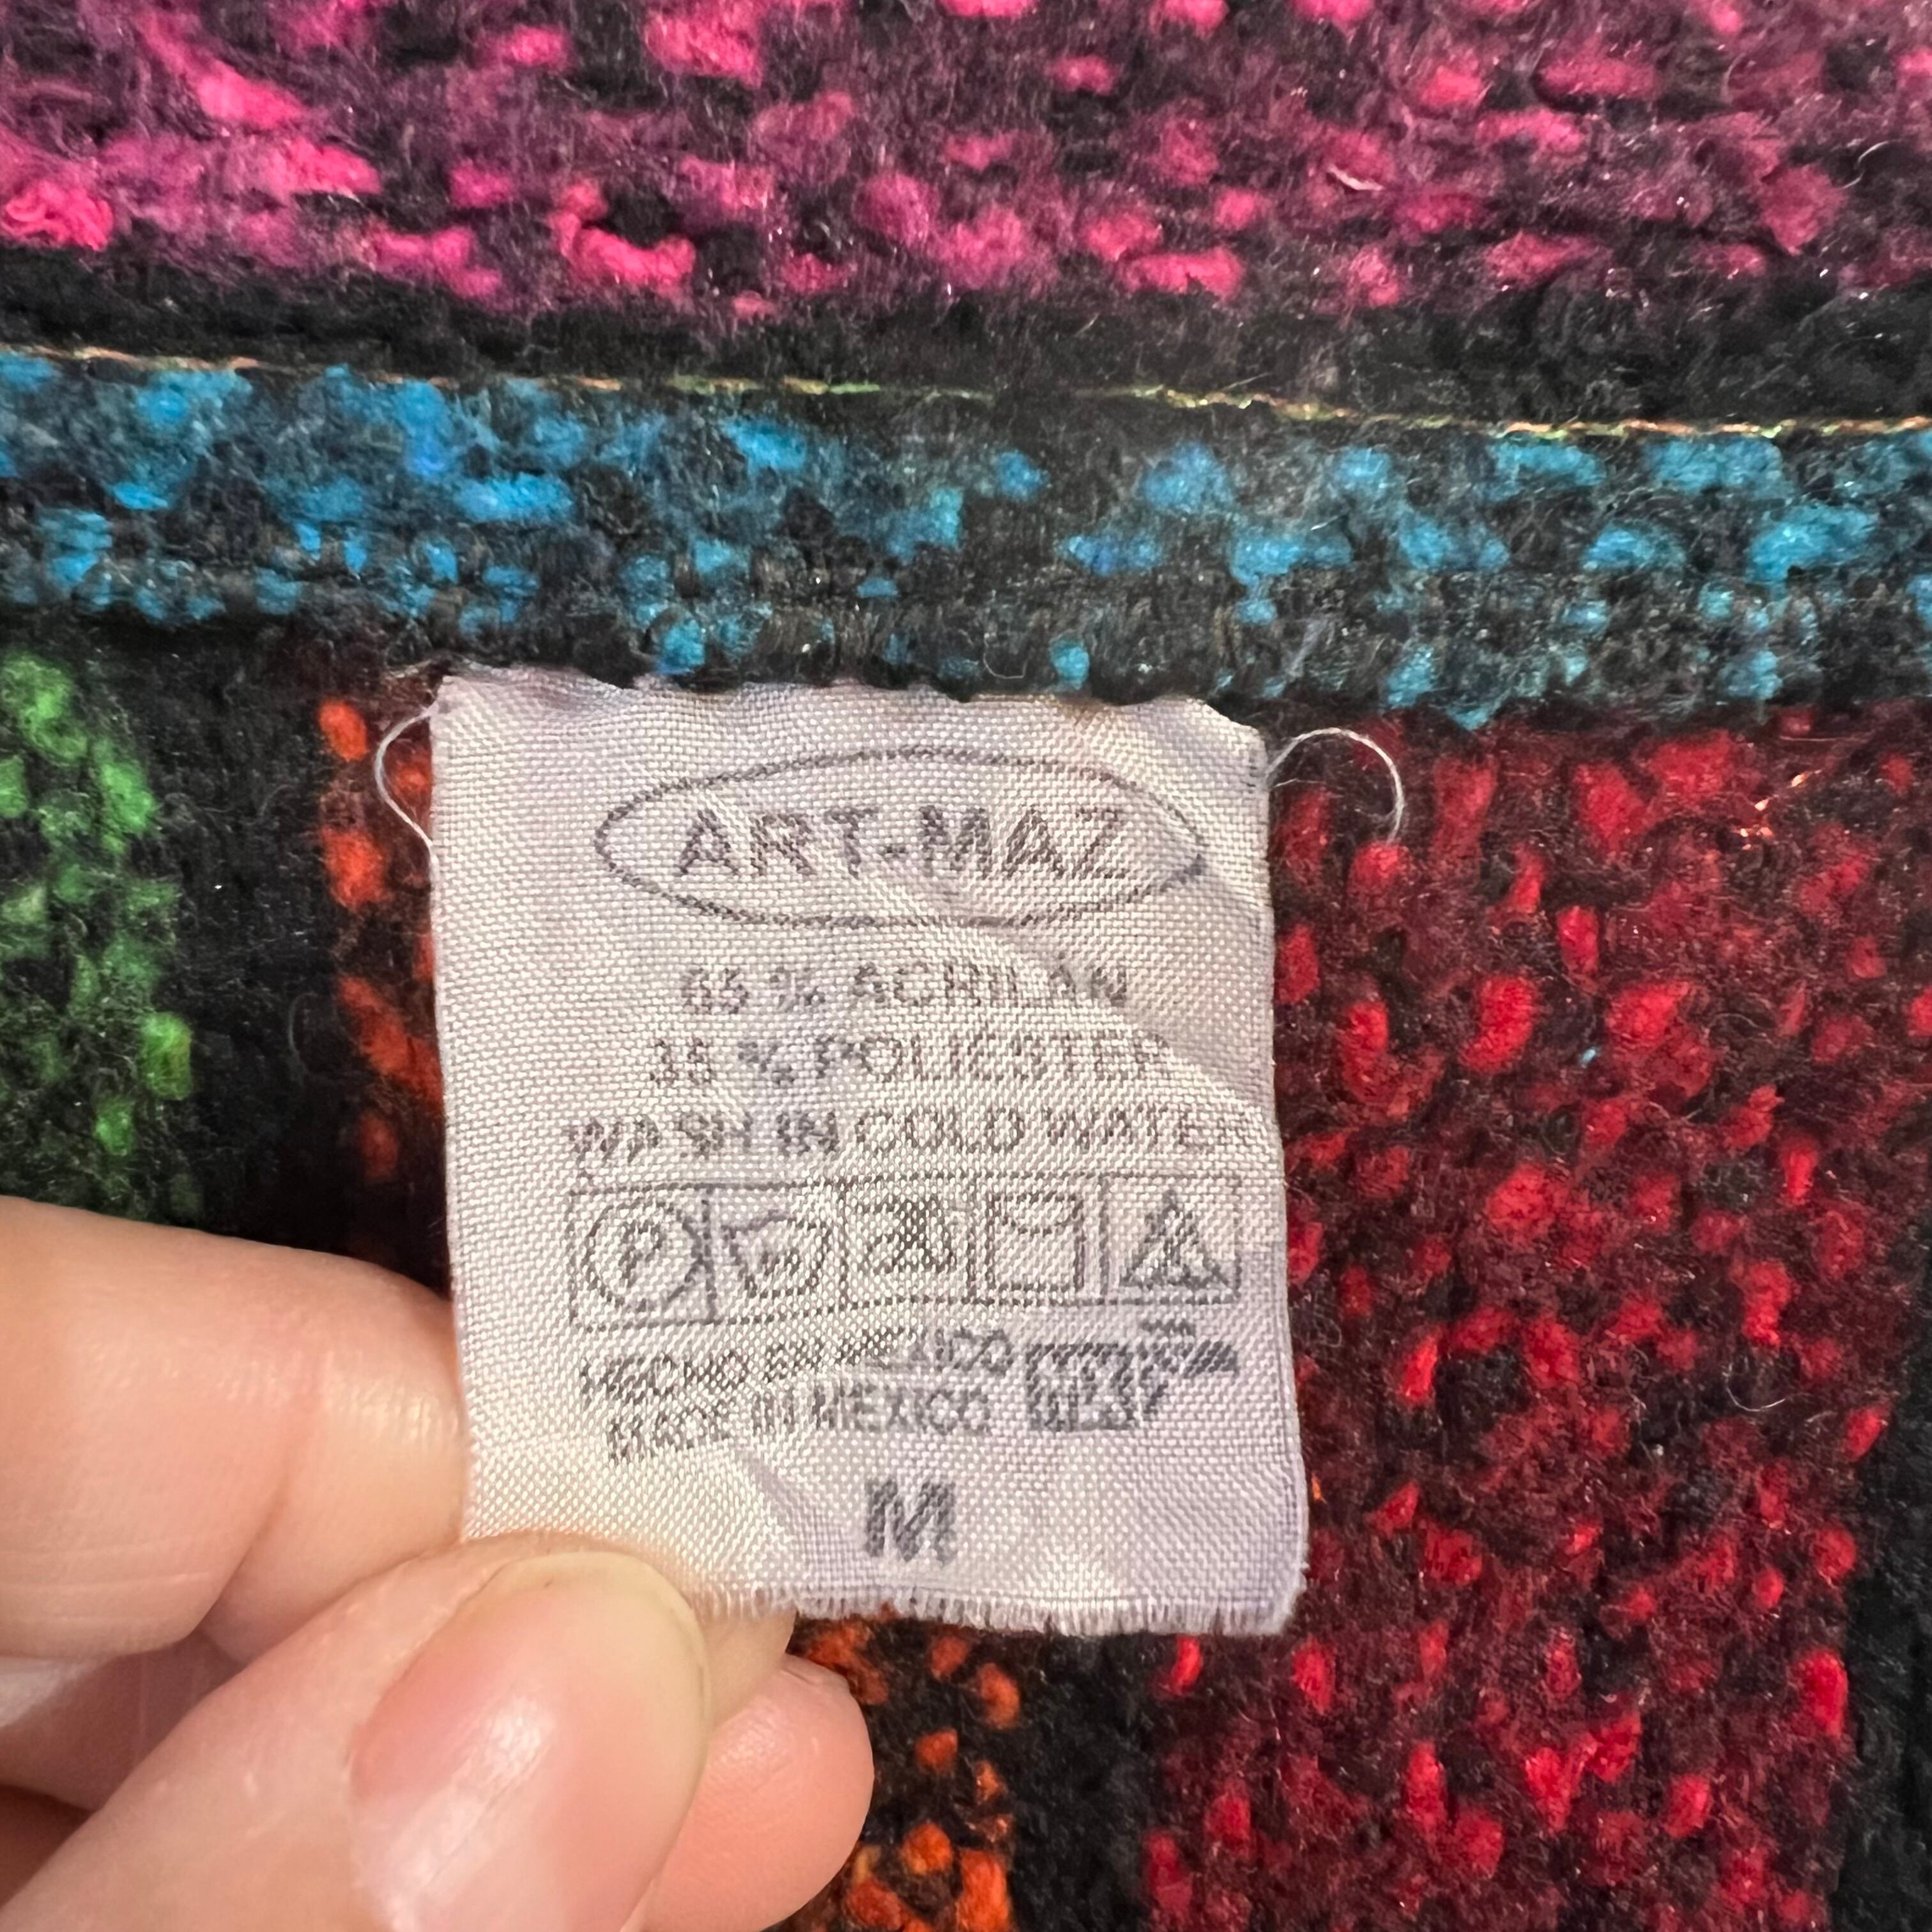 ART-MAZ
65 % ACRILAN
35 % POLIESTER
WASH IN COLD WATER
P
HECHO EN MEXICO
MADE IN MEXICO
M